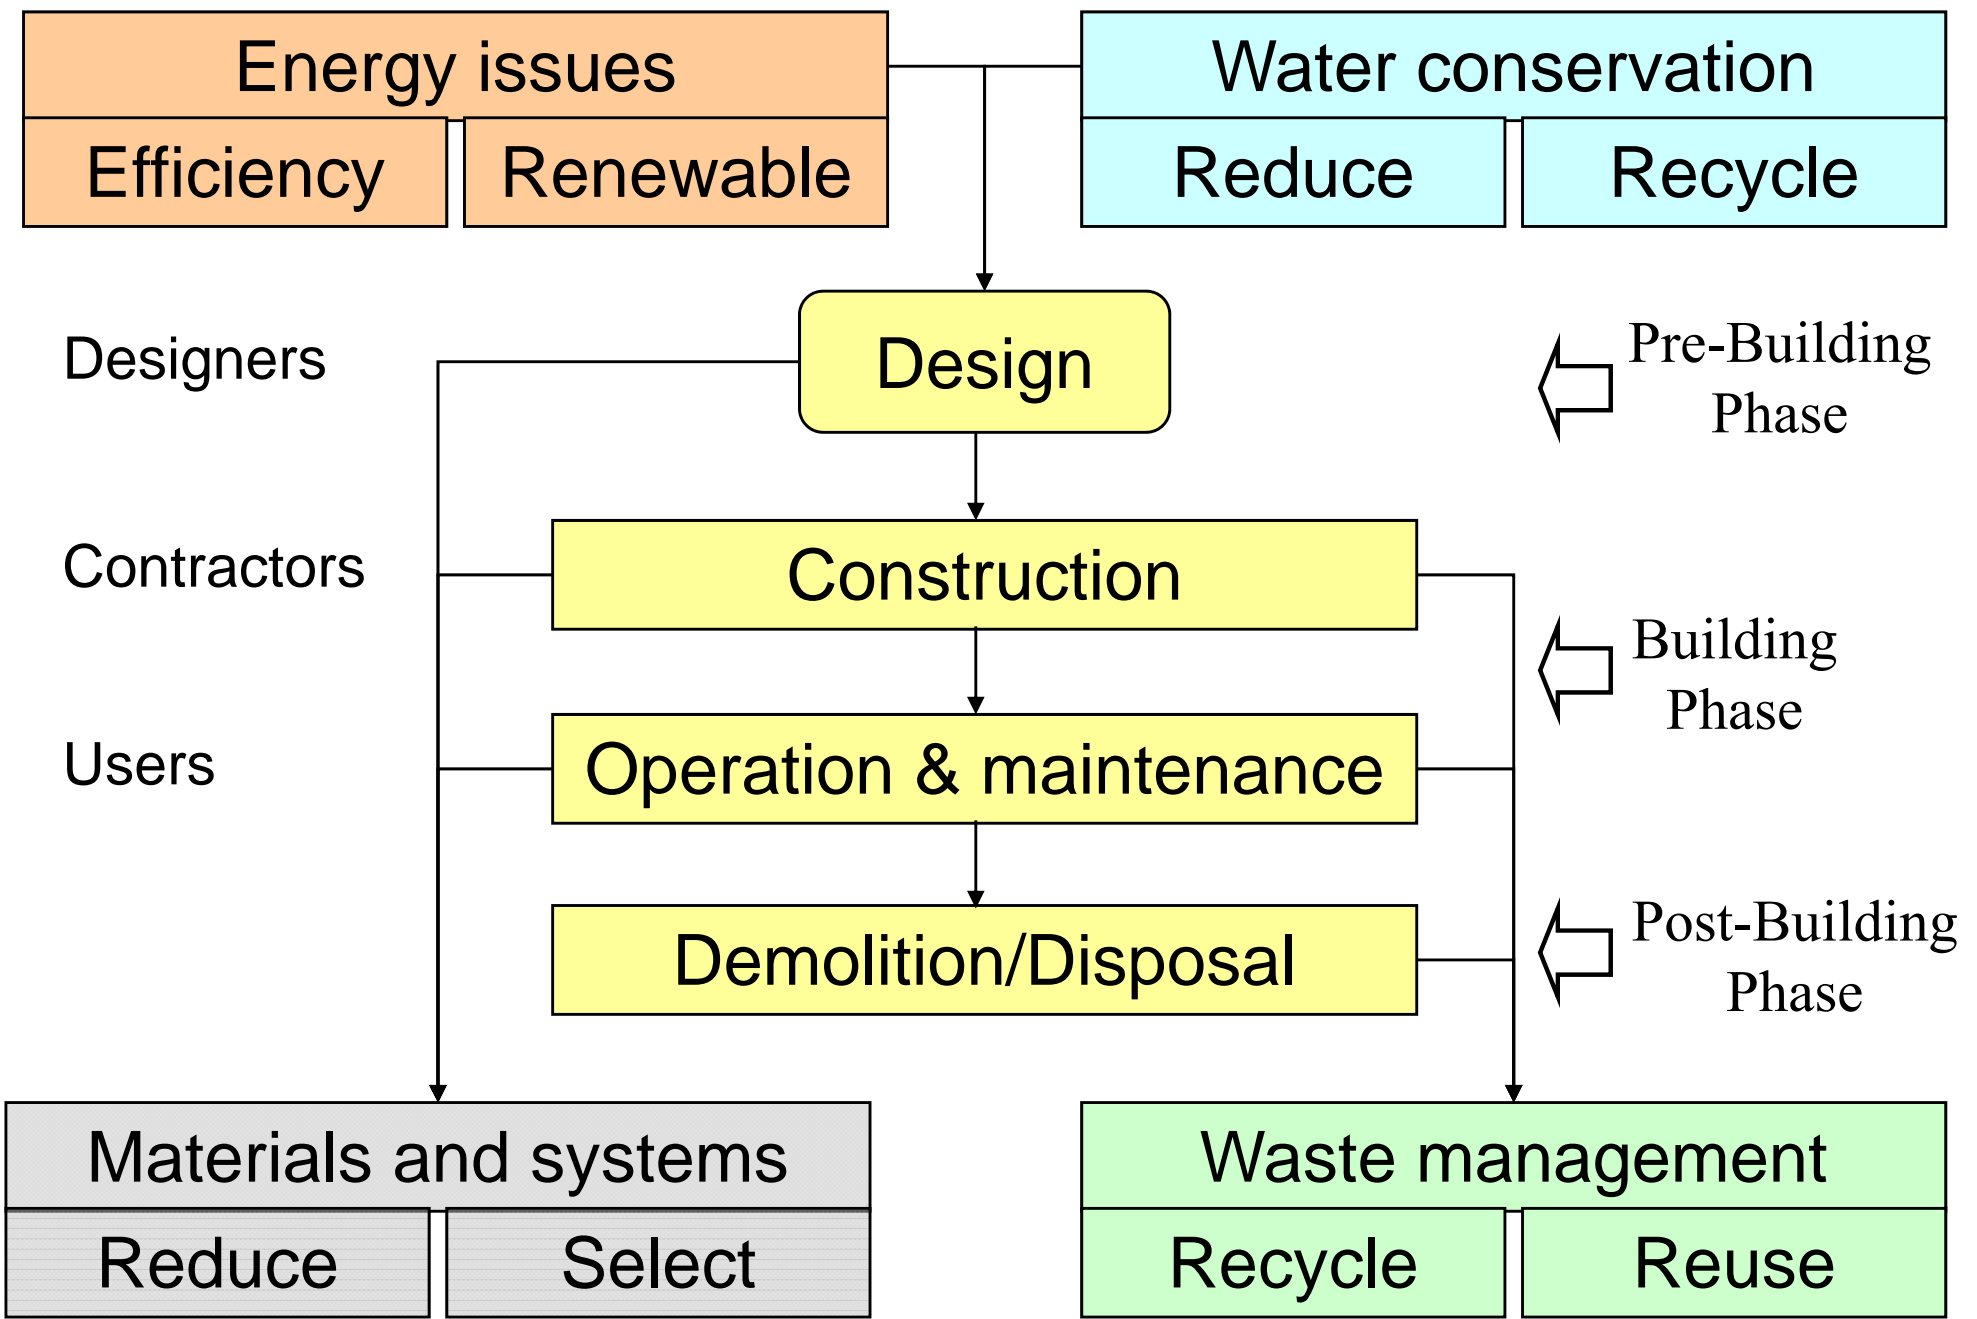 Energy issues
Water conservation
Efficiency
Renewable
Reduce
Recycle
Designers
Design
Pre-Building
Phase
Contractors
Construction
Building
Phase
Users
Operation & maintenance
Demolition/Disposal
Post-Building
Phase
Materials and systems
Waste management
Reduce
Select
Recycle
Reuse